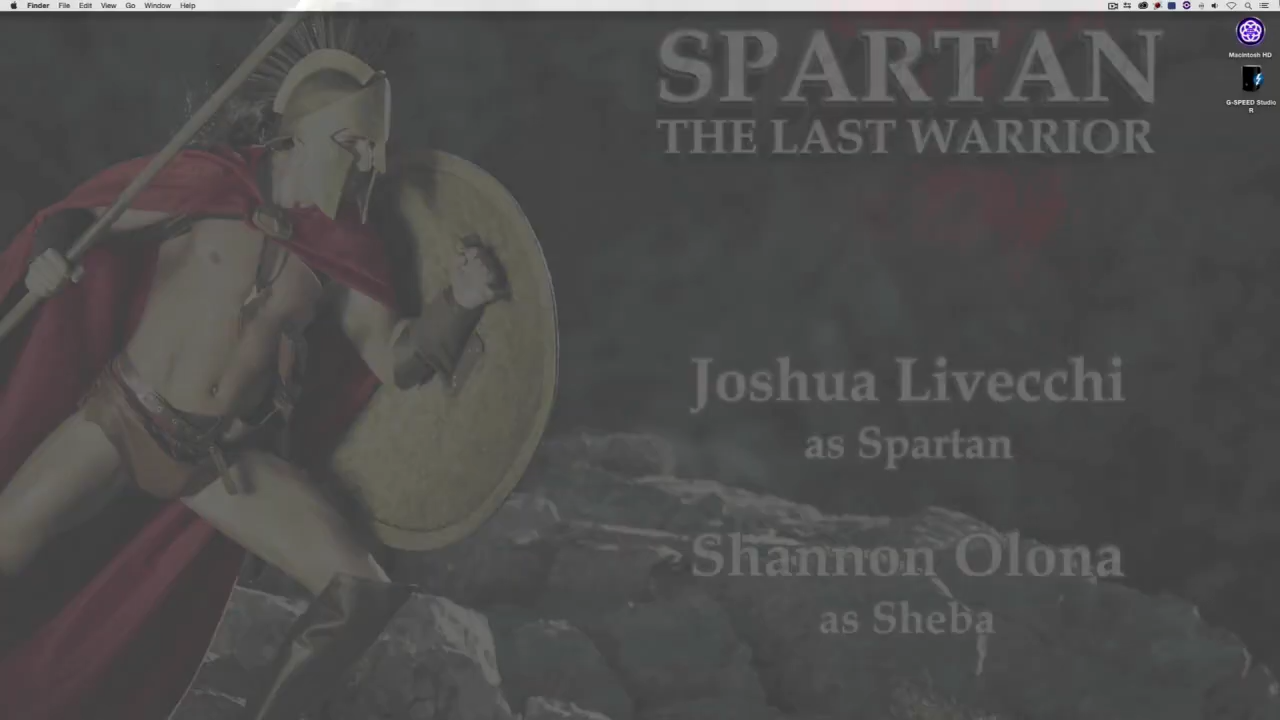 Finder File Edit View Go Window Help
SPARTAN
THE LAST WARRIOR
Macintosh HD
G-SPEED Studio
R
Joshua Livecchi
as Spartan
Shannon Olona
as Sheba